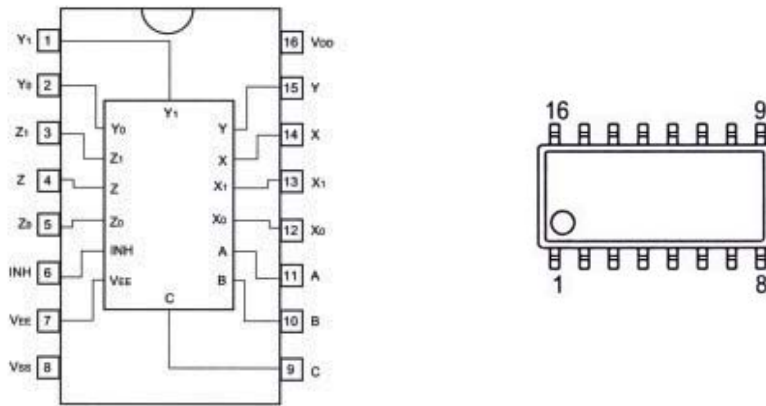 Y1 1
Y0 2
Z1 3
Z 4
Z0 5
INH 6
VEE 7
VSS 8
16 VDD
15 Y
14 X
13 X1
12 X0
11 A
10 B
9 C
Y1
Y0
Z1
Z
Z0
INH
VEE
Y
X
X1
X0
A
B
C
16 9
1 8